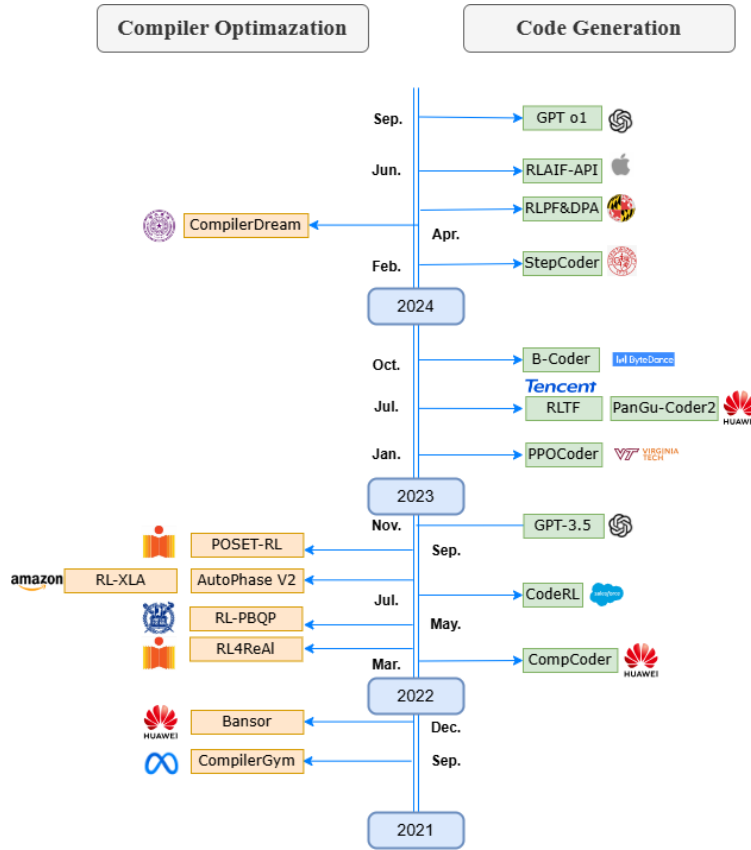 Compiler Optimazation
Code Generation
Sep.
GPT o1
Jun.
RLAIF-API
RLPF&DPA
CompilerDream
Apr.
Feb.
StepCoder
2024
Oct.
B-Coder
ByteDance
Tencent
Jul.
RLTF
PanGu-Coder2
HUAWEI
Jan.
PPOCoder
VT VIRGINIA
TECH
2023
Nov.
GPT-3.5
POSET-RL
Sep.
amazon
RL-XLA
AutoPhase V2
Jul.
CodeRL
salesforce
RL-PBQP
May.
RL4ReAl
Mar.
CompCoder
HUAWEI
2022
HUAWEI
Bansor
Dec.
CompilerGym
Sep.
2021